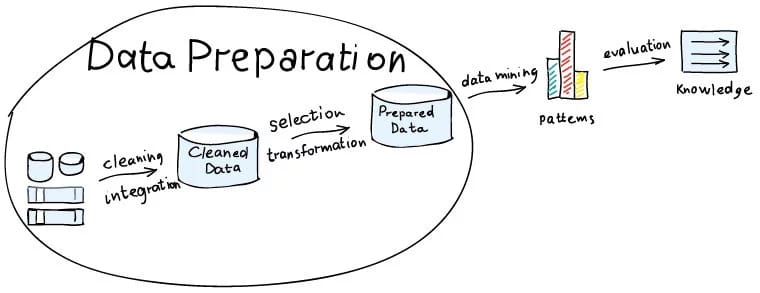 Data Preparation
cleaning
integration
Cleaned
Data
selection
transformation
Prepared
Data
data mining
patterns
evaluation
Knowledge